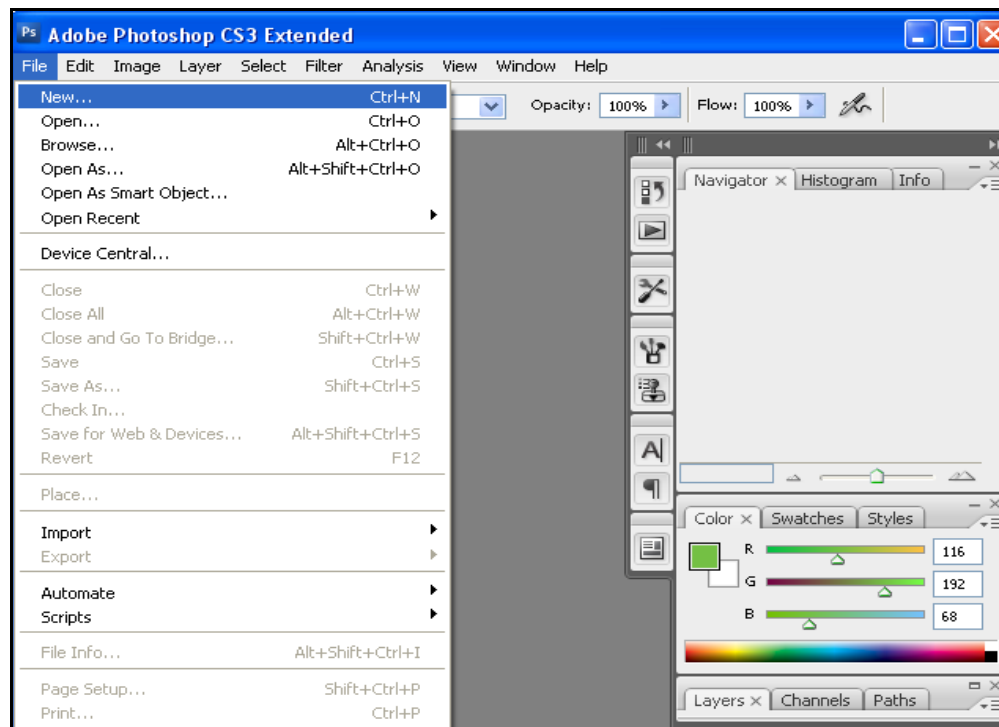 Ps Adobe Photoshop CS3 Extended
File Edit Image Layer Select Filter Analysis View Window Help
Opacity: 100% Flow: 100%
New... Ctrl+N
Open... Ctrl+O
Browse... Alt+Ctrl+O
Open As... Alt+Shift+Ctrl+O
Open As Smart Object...
Open Recent
Device Central...
Close Ctrl+W
Close All Alt+Ctrl+W
Close and Go To Bridge... Shift+Ctrl+W
Save Ctrl+S
Save As... Shift+Ctrl+S
Check In...
Save for Web & Devices... Alt+Shift+Ctrl+S
Revert F12
Place...
Import
Export
Automate
Scripts
File Info... Alt+Shift+Ctrl+I
Page Setup... Shift+Ctrl+P
Print... Ctrl+P
Navigator Histogram Info
Color Swatches Styles
R 116
G 192
B 68
Layers Channels Paths